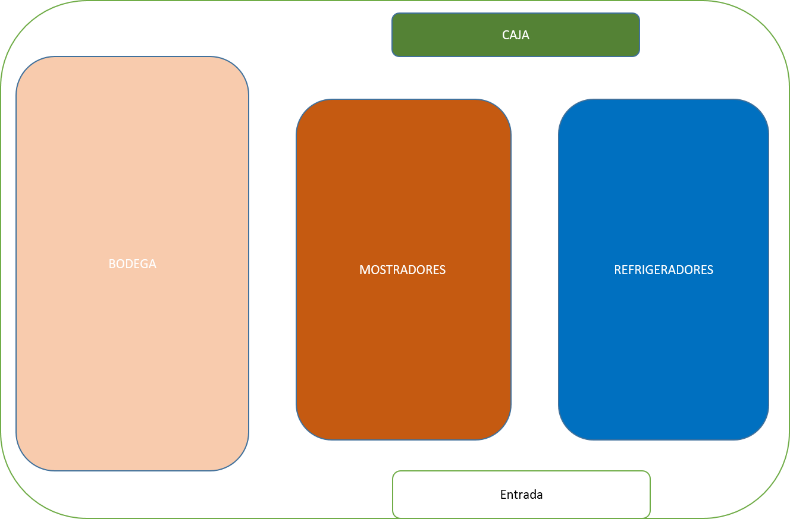 CAJA
BODEGA
MOSTRADORES
REFRIGERADORES
Entrada